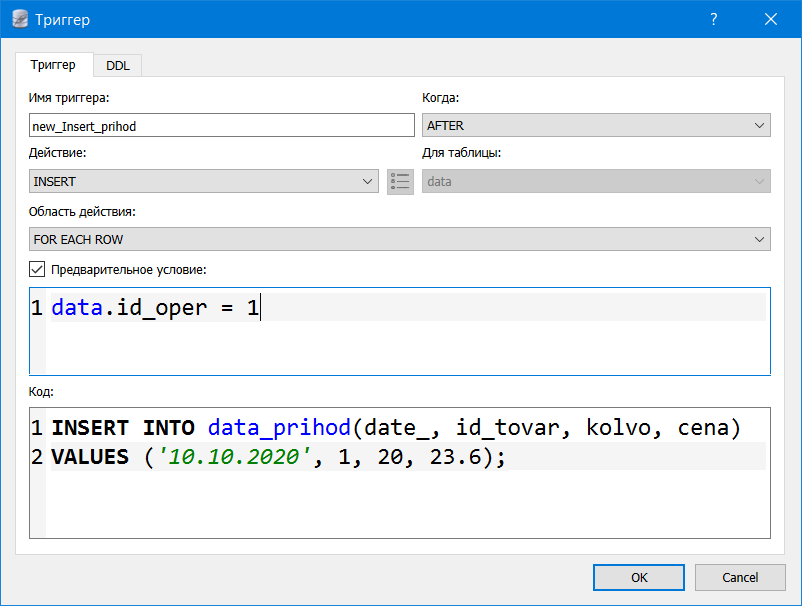 Триггер
?
Триггер DDL
Имя триггера: Когда:
new_Insert_prihod AFTER
Действие: Для таблицы:
INSERT data
Область действия:
FOR EACH ROW
Предварительное условие:
1 data.id_oper = 1
Код:
1 INSERT INTO data_prihod(date_, id_tovar, kolvo, cena)
2 VALUES ('10.10.2020', 1, 20, 23.6);
OK Cancel